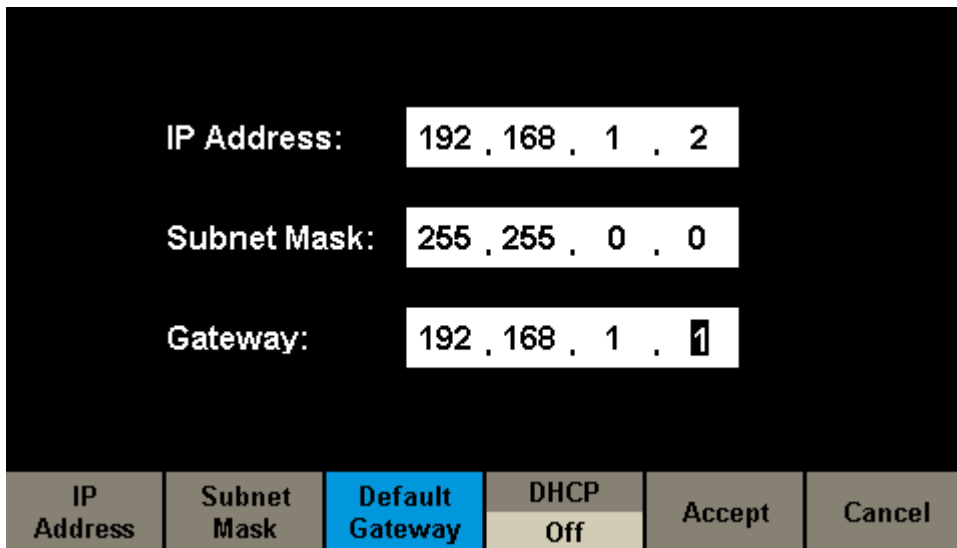 IP Address: 192 . 168 . 1 . 2
Subnet Mask: 255 . 255 . 0 . 0
Gateway: 192 . 168 . 1 . 1
IP Address
Subnet Mask
Default Gateway
DHCP
Off
Accept
Cancel